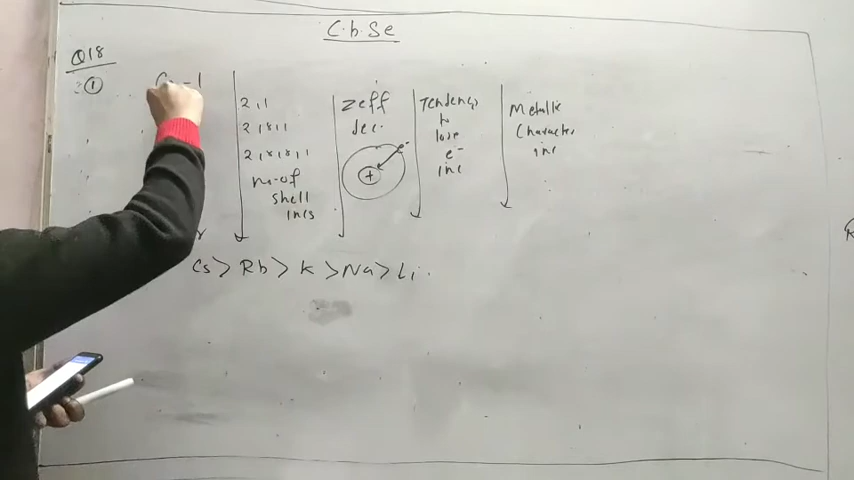 C.b.Se
Q18
①
2,1
2,8,1
2,8,8,1
no. of
shell
incs
Zeff
dec.
+
e-
Tendency
to
lose
e-
inc
Metallic
Character
inc
Cs > Rb > K > Na > Li.